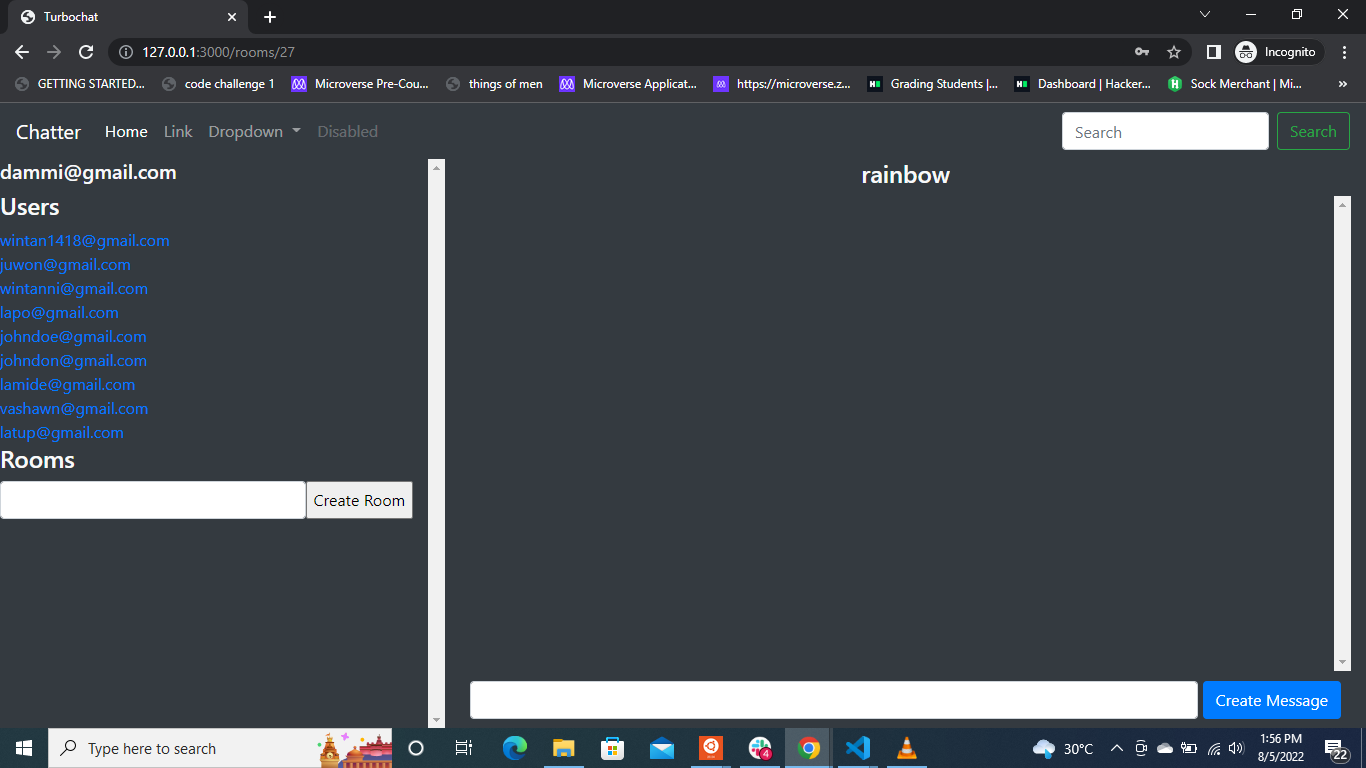 Turbochat
127.0.0.1:3000/rooms/27
Incognito
GETTING STARTED... code challenge 1 Microverse Pre-Cou... things of men Microverse Applicat... https://microverse.z... Grading Students |... Dashboard | Hacker... Sock Merchant | Mi... »
Chatter Home Link Dropdown Disabled Search Search
dammi@gmail.com
rainbow
Users
wintan1418@gmail.com
juwon@gmail.com
wintanni@gmail.com
lapo@gmail.com
johndoe@gmail.com
johndon@gmail.com
lamide@gmail.com
vashawn@gmail.com
latup@gmail.com
Rooms
Create Room
Create Message
Type here to search
4
30°C
1:56 PM
8/5/2022
22